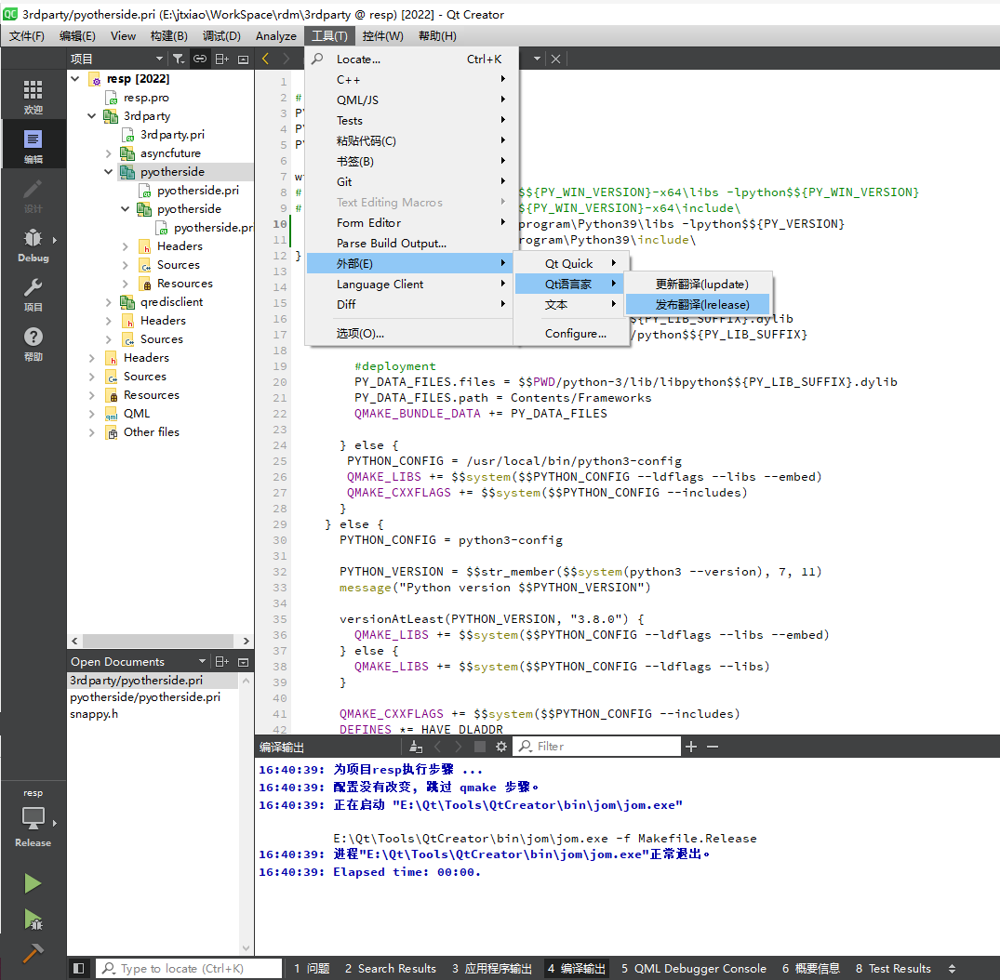 3rdparty/pyotherside.pri (E:\jtxiao\WorkSpace\rdm\3rdparty @ resp) [2022] - Qt Creator
文件(F) 编辑(E) View 构建(B) 调试(D) Analyze 工具(T) 控件(W) 帮助(H)
项目
欢迎
编辑
设计
Debug
项目
帮助
resp [2022]
resp.pro
3rdparty
3rdparty.pri
asyncfuture
pyotherside
pyotherside.pri
pyotherside
pyotherside.pr
Headers
Sources
Resources
qredisclient
Headers
Sources
Headers
Sources
Resources
QML
Other files
Locate... Ctrl+K
C++
QML/JS
Tests
粘贴代码(C)
书签(B)
Git
Text Editing Macros
Form Editor
Parse Build Output...
外部(E)
Language Client
Diff
选项(O)...
Qt Quick
Qt语言家
文本
Configure...
更新翻译(lupdate)
发布翻译(lrelease)
1
2 #
3 P
4 P
5 P
6
7 w
8 # $${PY_WIN_VERSION}-x64\libs -lpython$${PY_WIN_VERSION}
9 # ${PY_WIN_VERSION}-x64\include\
10 program\Python39\libs -lpython$${PY_VERSION}
11 rogram\Python39\include\
12 }
13
14
15
16 ${PY_LIB_SUFFIX}.dylib
17 /python$${PY_LIB_SUFFIX}
18
19 #deployment
20 PY_DATA_FILES.files = $$PWD/python-3/lib/libpython$${PY_LIB_SUFFIX}.dylib
21 PY_DATA_FILES.path = Contents/Frameworks
22 QMAKE_BUNDLE_DATA += PY_DATA_FILES
23
24 } else {
25 PYTHON_CONFIG = /usr/local/bin/python3-config
26 QMAKE_LIBS += $$system($$PYTHON_CONFIG --ldflags --libs --embed)
27 QMAKE_CXXFLAGS += $$system($$PYTHON_CONFIG --includes)
28 }
29 } else {
30 PYTHON_CONFIG = python3-config
31
32 PYTHON_VERSION = $$str_member($$system(python3 --version), 7, 11)
33 message("Python version $$PYTHON_VERSION")
34
35 versionAtLeast(PYTHON_VERSION, "3.8.0") {
36 QMAKE_LIBS += $$system($$PYTHON_CONFIG --ldflags --libs --embed)
37 } else {
38 QMAKE_LIBS += $$system($$PYTHON_CONFIG --ldflags --libs)
39 }
40
41 QMAKE_CXXFLAGS += $$system($$PYTHON_CONFIG --includes)
42 DEFINES *= HAVE_DLADDR
Open Documents
3rdparty/pyotherside.pri
pyotherside/pyotherside.pri
snappy.h
resp
Release
编译输出 Filter
16:40:39: 为项目resp执行步骤 ...
16:40:39: 配置没有改变, 跳过 qmake 步骤。
16:40:39: 正在启动 "E:\Qt\Tools\QtCreator\bin\jom\jom.exe"
E:\Qt\Tools\QtCreator\bin\jom\jom.exe -f Makefile.Release
16:40:39: 进程"E:\Qt\Tools\QtCreator\bin\jom\jom.exe"正常退出。
16:40:39: Elapsed time: 00:00.
Type to locate (Ctrl+K) 1 问题 2 Search Results 3 应用程序输出 4 编译输出 5 QML Debugger Console 6 概要信息 8 Test Results